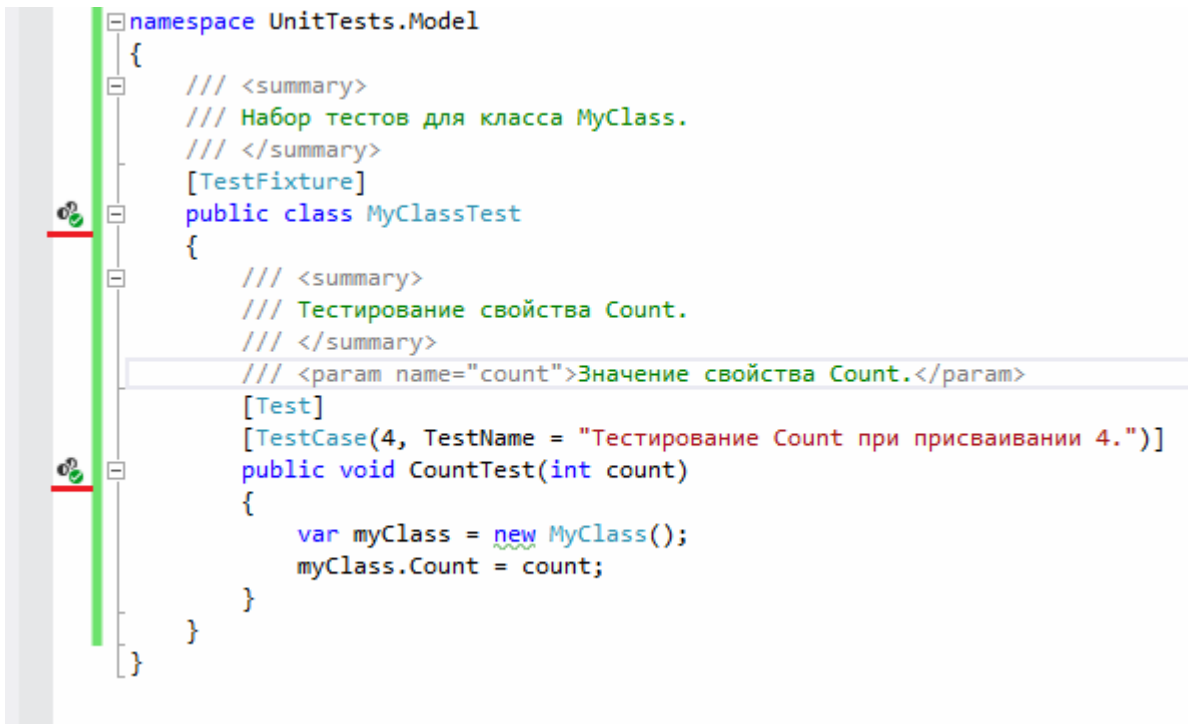 namespace UnitTests.Model
{
/// <summary>
/// Набор тестов для класса MyClass.
/// </summary>
[TestFixture]
public class MyClassTest
{
/// <summary>
/// Тестирование свойства Count.
/// </summary>
/// <param name="count">Значение свойства Count.</param>
[Test]
[TestCase(4, TestName = "Тестирование Count при присваивании 4.")]
public void CountTest(int count)
{
var myClass = new MyClass();
myClass.Count = count;
}
}
}